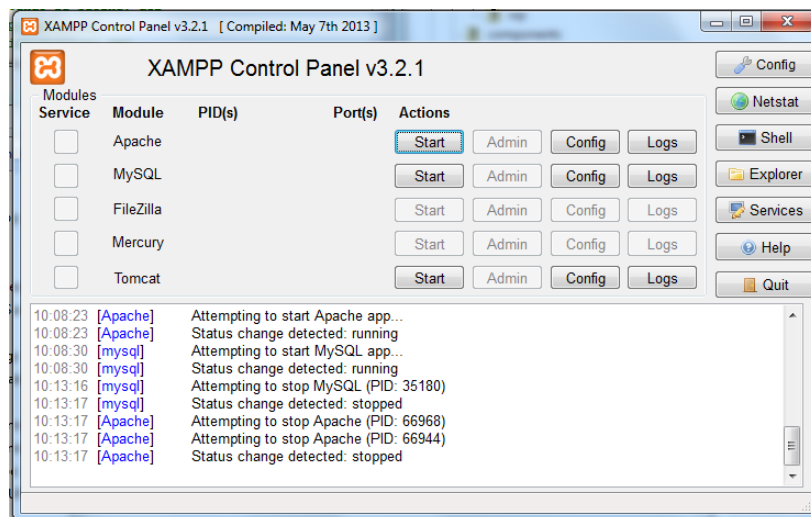 XAMPP Control Panel v3.2.1 [ Compiled: May 7th 2013 ]
XAMPP Control Panel v3.2.1
Config
Modules
Service Module PID(s) Port(s) Actions
Netstat
Apache Start Admin Config Logs
Shell
MySQL Start Admin Config Logs
Explorer
FileZilla Start Admin Config Logs
Services
Mercury Start Admin Config Logs
Help
Tomcat Start Admin Config Logs
Quit
10:08:23 [Apache] Attempting to start Apache app...
10:08:23 [Apache] Status change detected: running
10:08:30 [mysql] Attempting to start MySQL app...
10:08:30 [mysql] Status change detected: running
10:13:16 [mysql] Attempting to stop MySQL (PID: 35180)
10:13:17 [mysql] Status change detected: stopped
10:13:17 [Apache] Attempting to stop Apache (PID: 66968)
10:13:17 [Apache] Attempting to stop Apache (PID: 66944)
10:13:17 [Apache] Status change detected: stopped